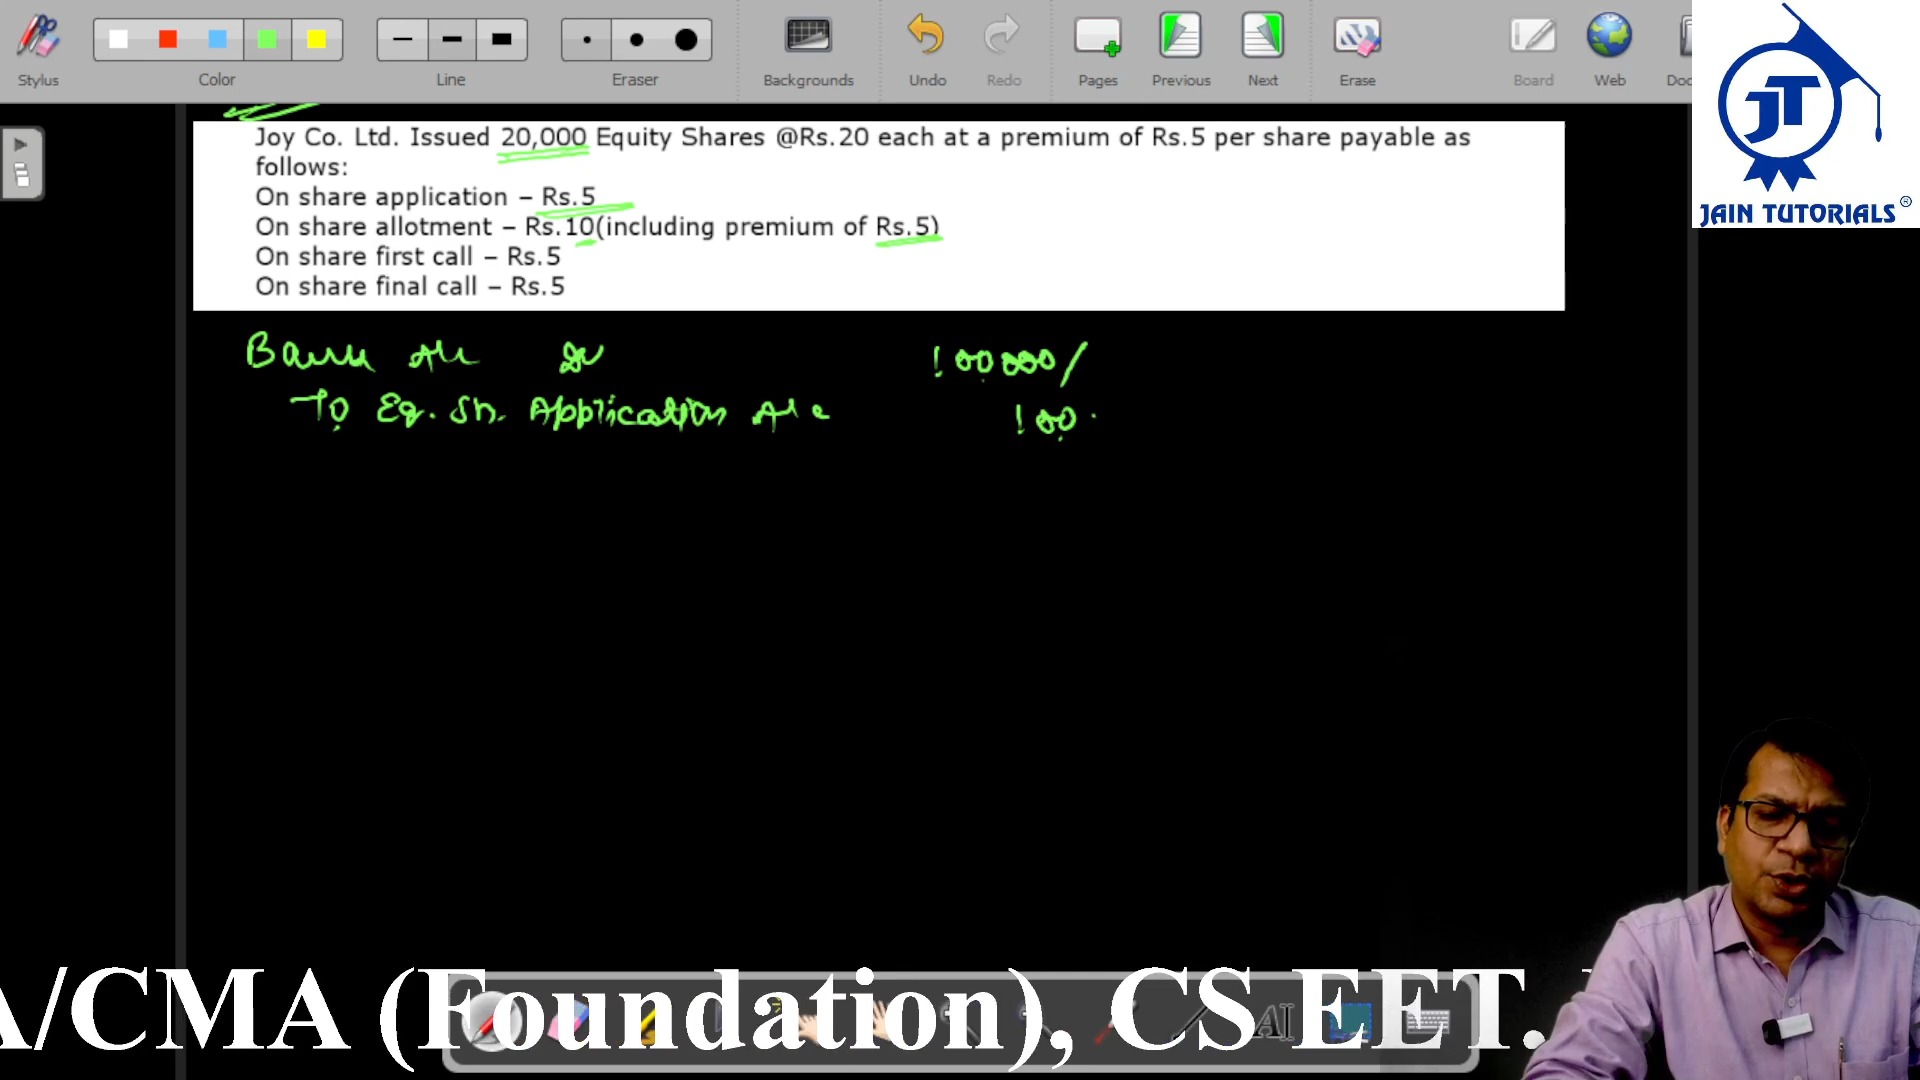 Stylus
Color
Line
Eraser
Backgrounds
Undo
Redo
Pages
Previous
Next
Erase
Board
Web
JT
JAIN TUTORIALS®
Joy Co. Ltd. Issued 20,000 Equity Shares @Rs.20 each at a premium of Rs.5 per share payable as
follows:
On share application – Rs.5
On share allotment – Rs.10(including premium of Rs.5)
On share first call – Rs.5
On share final call – Rs.5
Bank A/c Dr 100000/
To Eq. Sh. Application A/c 100
A/CMA (Foundation), CS EET.
AI